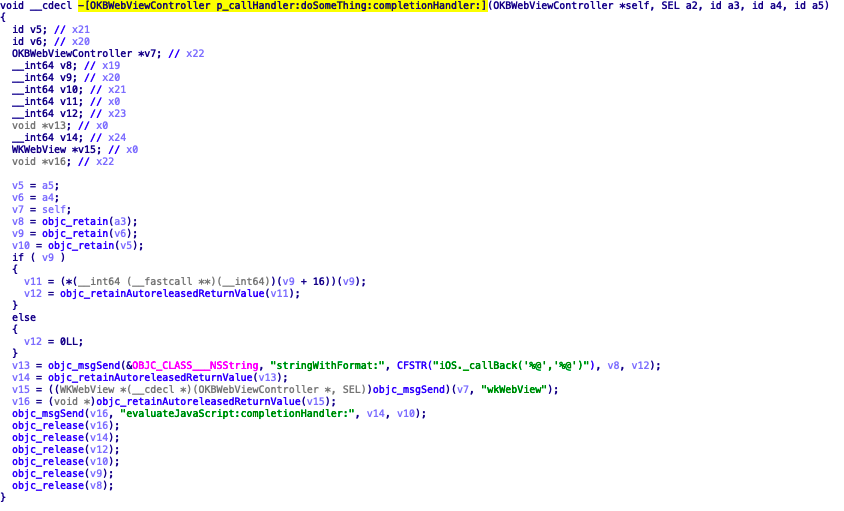 void __cdecl -[OKBWebViewController p_callHandler:doSomeThing:completionHandler:](OKBWebViewController *self, SEL a2, id a3, id a4, id a5)
{
  id v5; // x21
  id v6; // x20
  OKBWebViewController *v7; // x22
  __int64 v8; // x19
  __int64 v9; // x20
  __int64 v10; // x21
  __int64 v11; // x0
  __int64 v12; // x23
  void *v13; // x0
  __int64 v14; // x24
  WKWebView *v15; // x0
  void *v16; // x22

  v5 = a5;
  v6 = a4;
  v7 = self;
  v8 = objc_retain(a3);
  v9 = objc_retain(v6);
  v10 = objc_retain(v5);
  if ( v9 )
  {
    v11 = (*(__int64 (__fastcall **)(__int64))(v9 + 16))(v9);
    v12 = objc_retainAutoreleasedReturnValue(v11);
  }
  else
  {
    v12 = 0LL;
  }
  v13 = objc_msgSend(&OBJC_CLASS___NSString, "stringWithFormat:", CFSTR("iOS._callBack('%@','%@')"), v8, v12);
  v14 = objc_retainAutoreleasedReturnValue(v13);
  v15 = ((WKWebView *(__cdecl *)(OKBWebViewController *, SEL))objc_msgSend)(v7, "wkWebView");
  v16 = (void *)objc_retainAutoreleasedReturnValue(v15);
  objc_msgSend(v16, "evaluateJavaScript:completionHandler:", v14, v10);
  objc_release(v16);
  objc_release(v14);
  objc_release(v12);
  objc_release(v10);
  objc_release(v9);
  objc_release(v8);
}